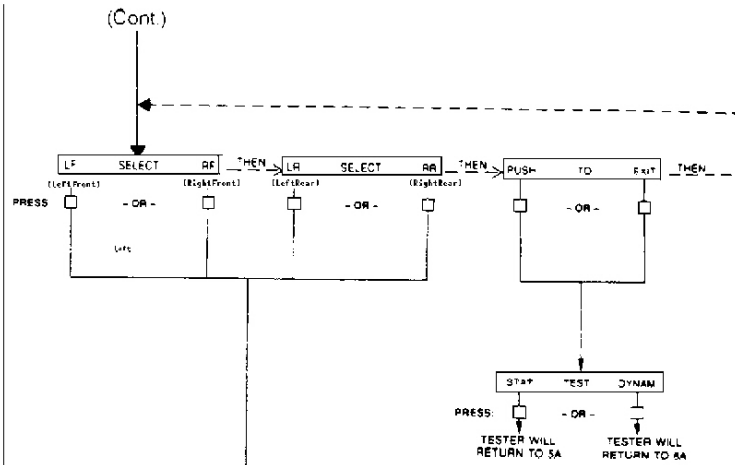 (Cont.)
LF SELECT RF THEN LR SELECT RR THEN PUSH TO EXIT THEN
(LeftFront) (RightFront) (LeftRear) (RightRear)
PRESS - OR - - OR - - OR -
Left
STAT TEST DYNAM
PRESS: - OR -
TESTER WILL TESTER WILL
RETURN TO 5A RETURN TO 6A